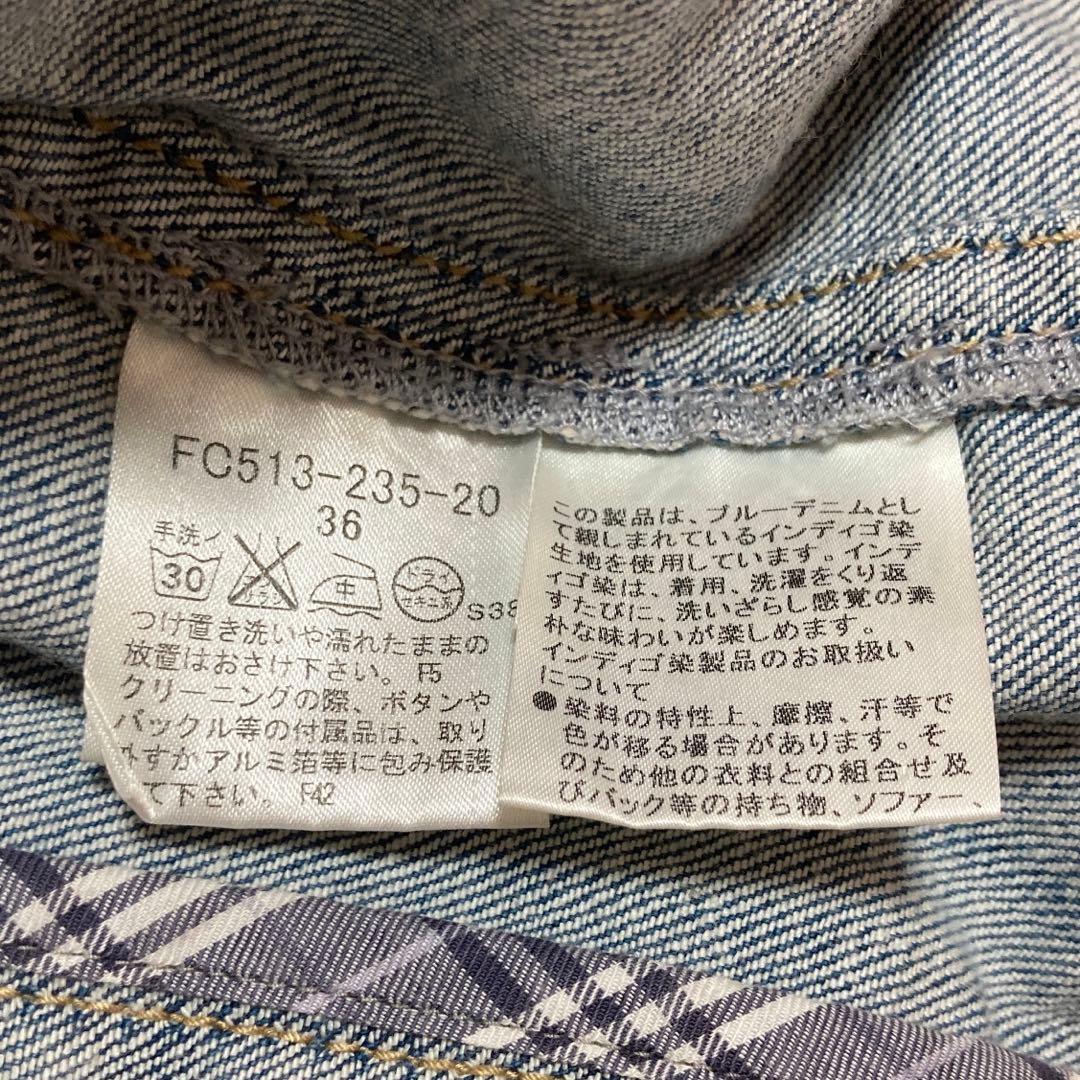 FC513-235-20
36
手洗ノ
30 エンソ サラシ 中 ドライ セキユ系 S38
つけ置き洗いや濡れたままの
放置はおさけ下さい。F5
クリーニングの際、ボタンや
バックル等の付属品は、取り
外すかアルミ箔等に包み保護
て下さい。F42
この製品は、ブルーデニムとし
て親しまれているインディゴ染
生地を使用しています。インデ
ィゴ染は、着用、洗濯をくり返
すたびに、洗いざらし感覚の素
朴な味わいが楽しめます。
インディゴ染製品のお取扱い
について
●染料の特性上、摩擦、汗等で
色が移る場合があります。そ
のため他の衣料との組合せ及
びバック等の持ち物、ソファー、